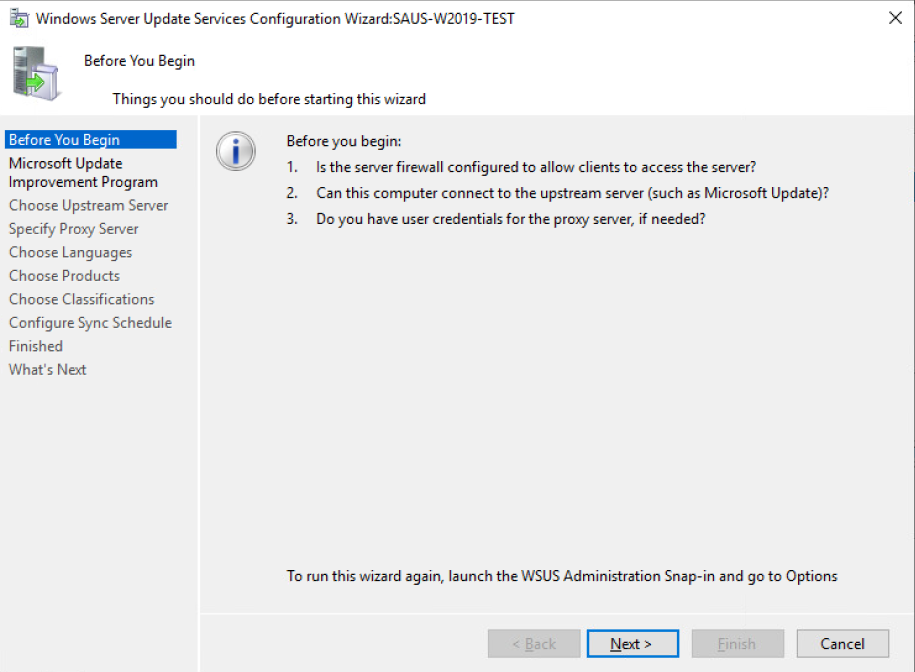 Windows Server Update Services Configuration Wizard:SAUS-W2019-TEST
Before You Begin
Things you should do before starting this wizard
Before You Begin
Microsoft Update
Improvement Program
Choose Upstream Server
Specify Proxy Server
Choose Languages
Choose Products
Choose Classifications
Configure Sync Schedule
Finished
What's Next
Before you begin:
1. Is the server firewall configured to allow clients to access the server?
2. Can this computer connect to the upstream server (such as Microsoft Update)?
3. Do you have user credentials for the proxy server, if needed?
To run this wizard again, launch the WSUS Administration Snap-in and go to Options
< Back Next > Finish Cancel